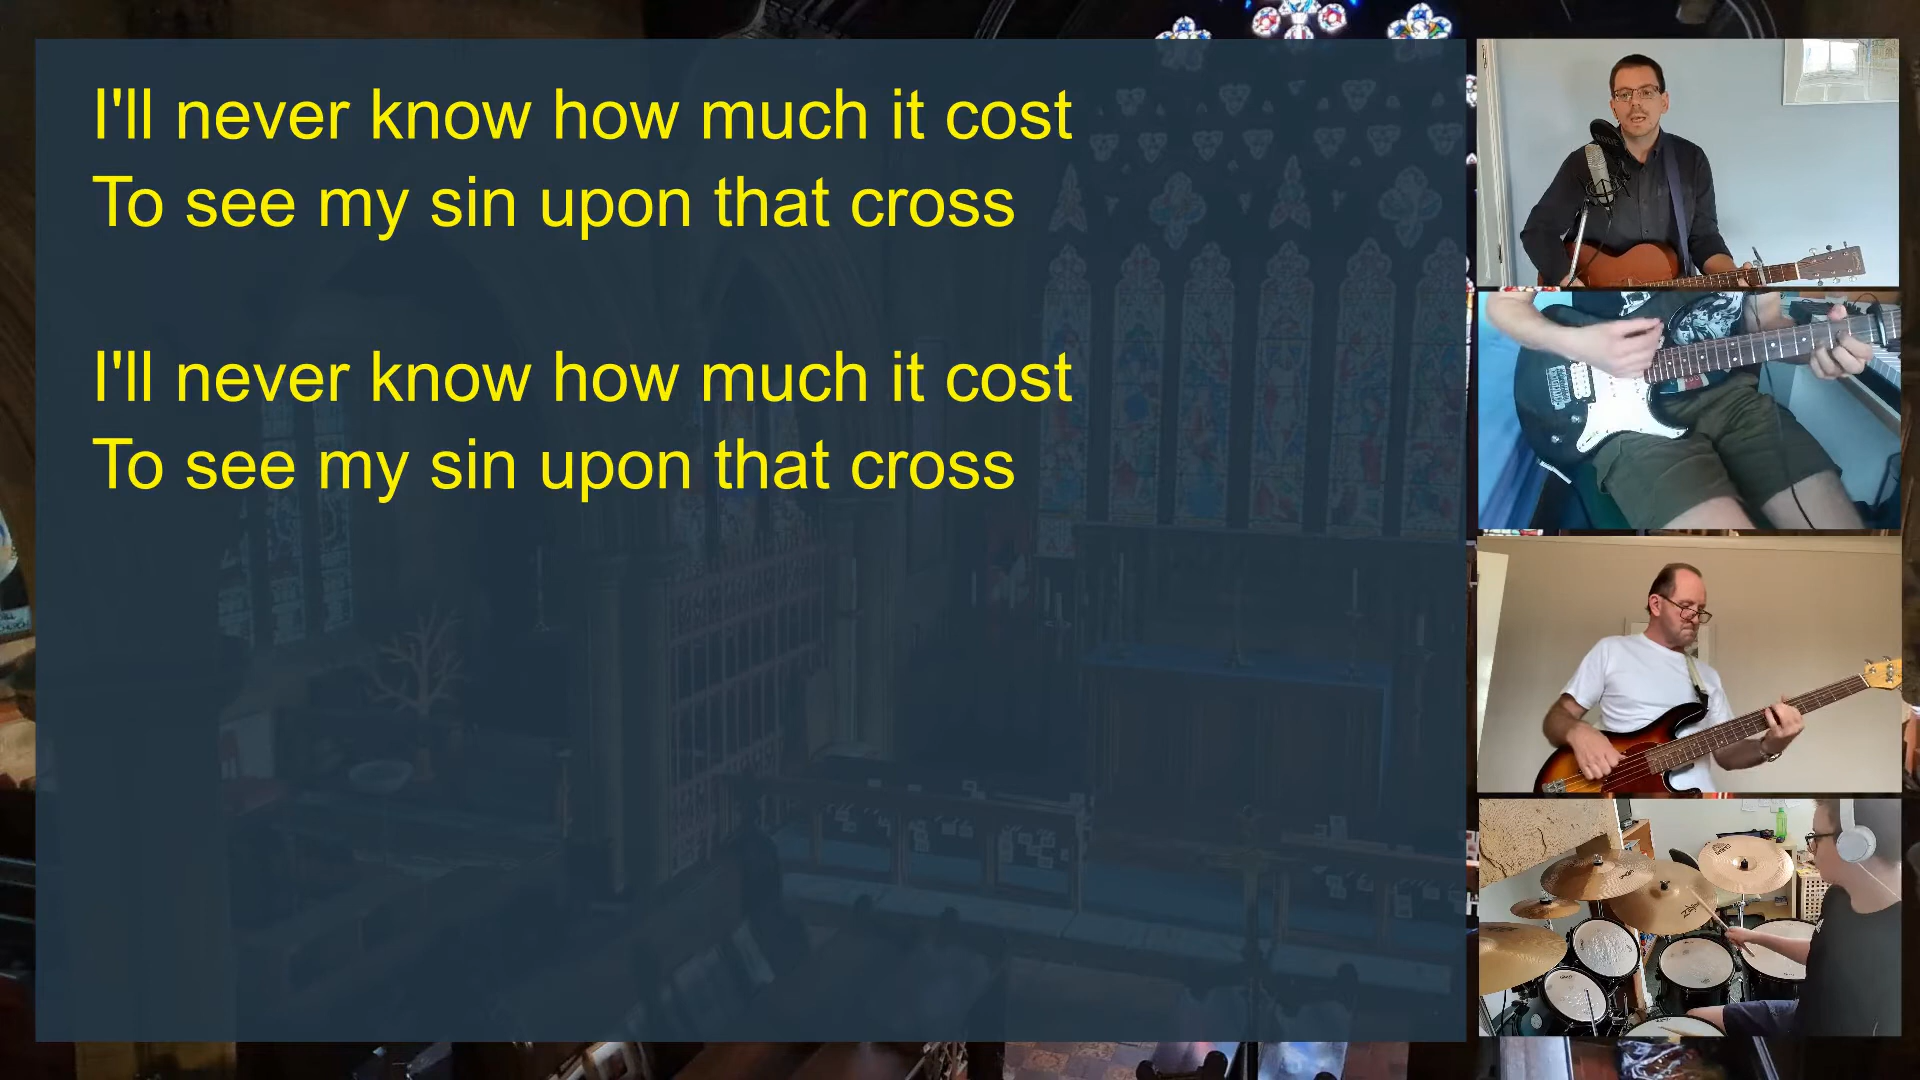 I'll never know how much it cost
To see my sin upon that cross
I'll never know how much it cost
To see my sin upon that cross